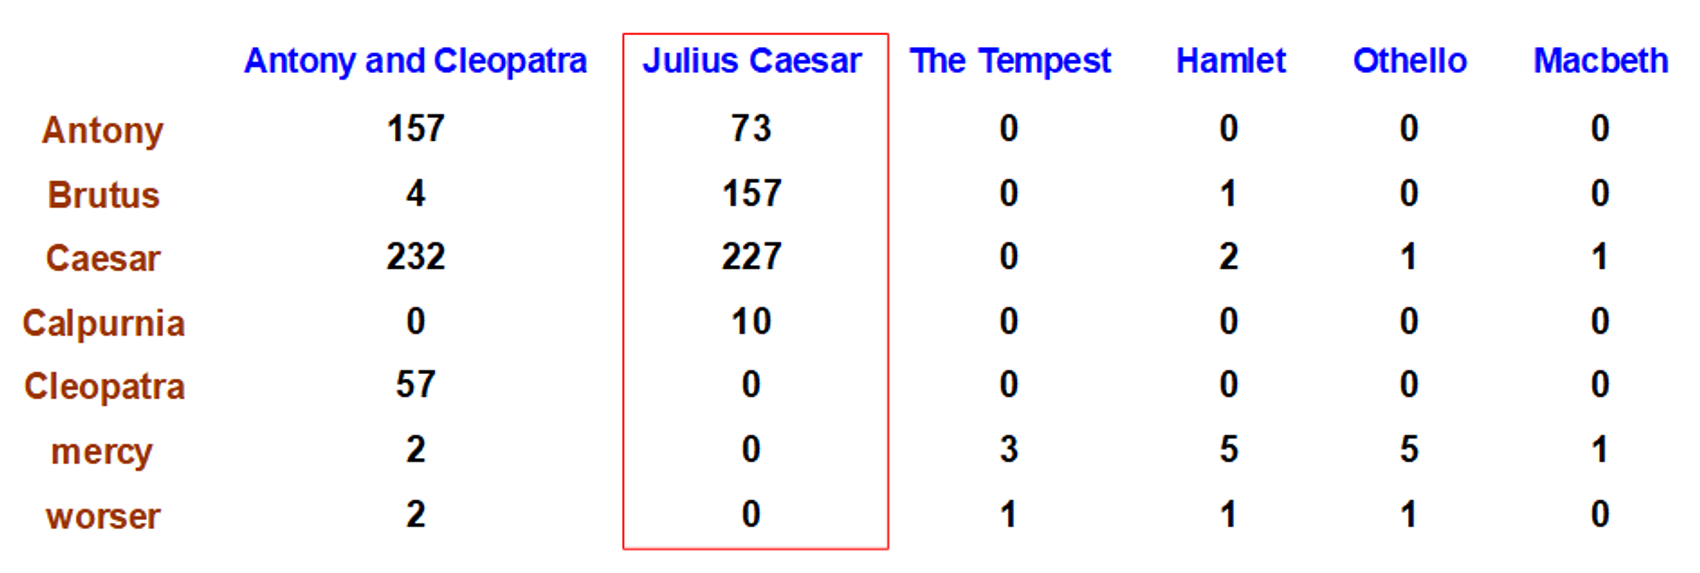 Antony and Cleopatra Julius Caesar The Tempest Hamlet Othello Macbeth
Antony 157 73 0 0 0 0
Brutus 4 157 0 1 0 0
Caesar 232 227 0 2 1 1
Calpurnia 0 10 0 0 0 0
Cleopatra 57 0 0 0 0 0
mercy 2 0 3 5 5 1
worser 2 0 1 1 1 0